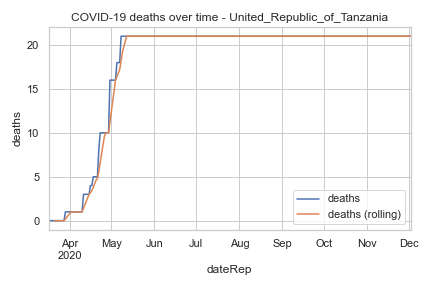 COVID-19 deaths over time - United_Republic_of_Tanzania
20
15
10
5
0
deaths
deaths
deaths (rolling)
Apr May Jun Jul Aug Sep Oct Nov Dec
2020
dateRep